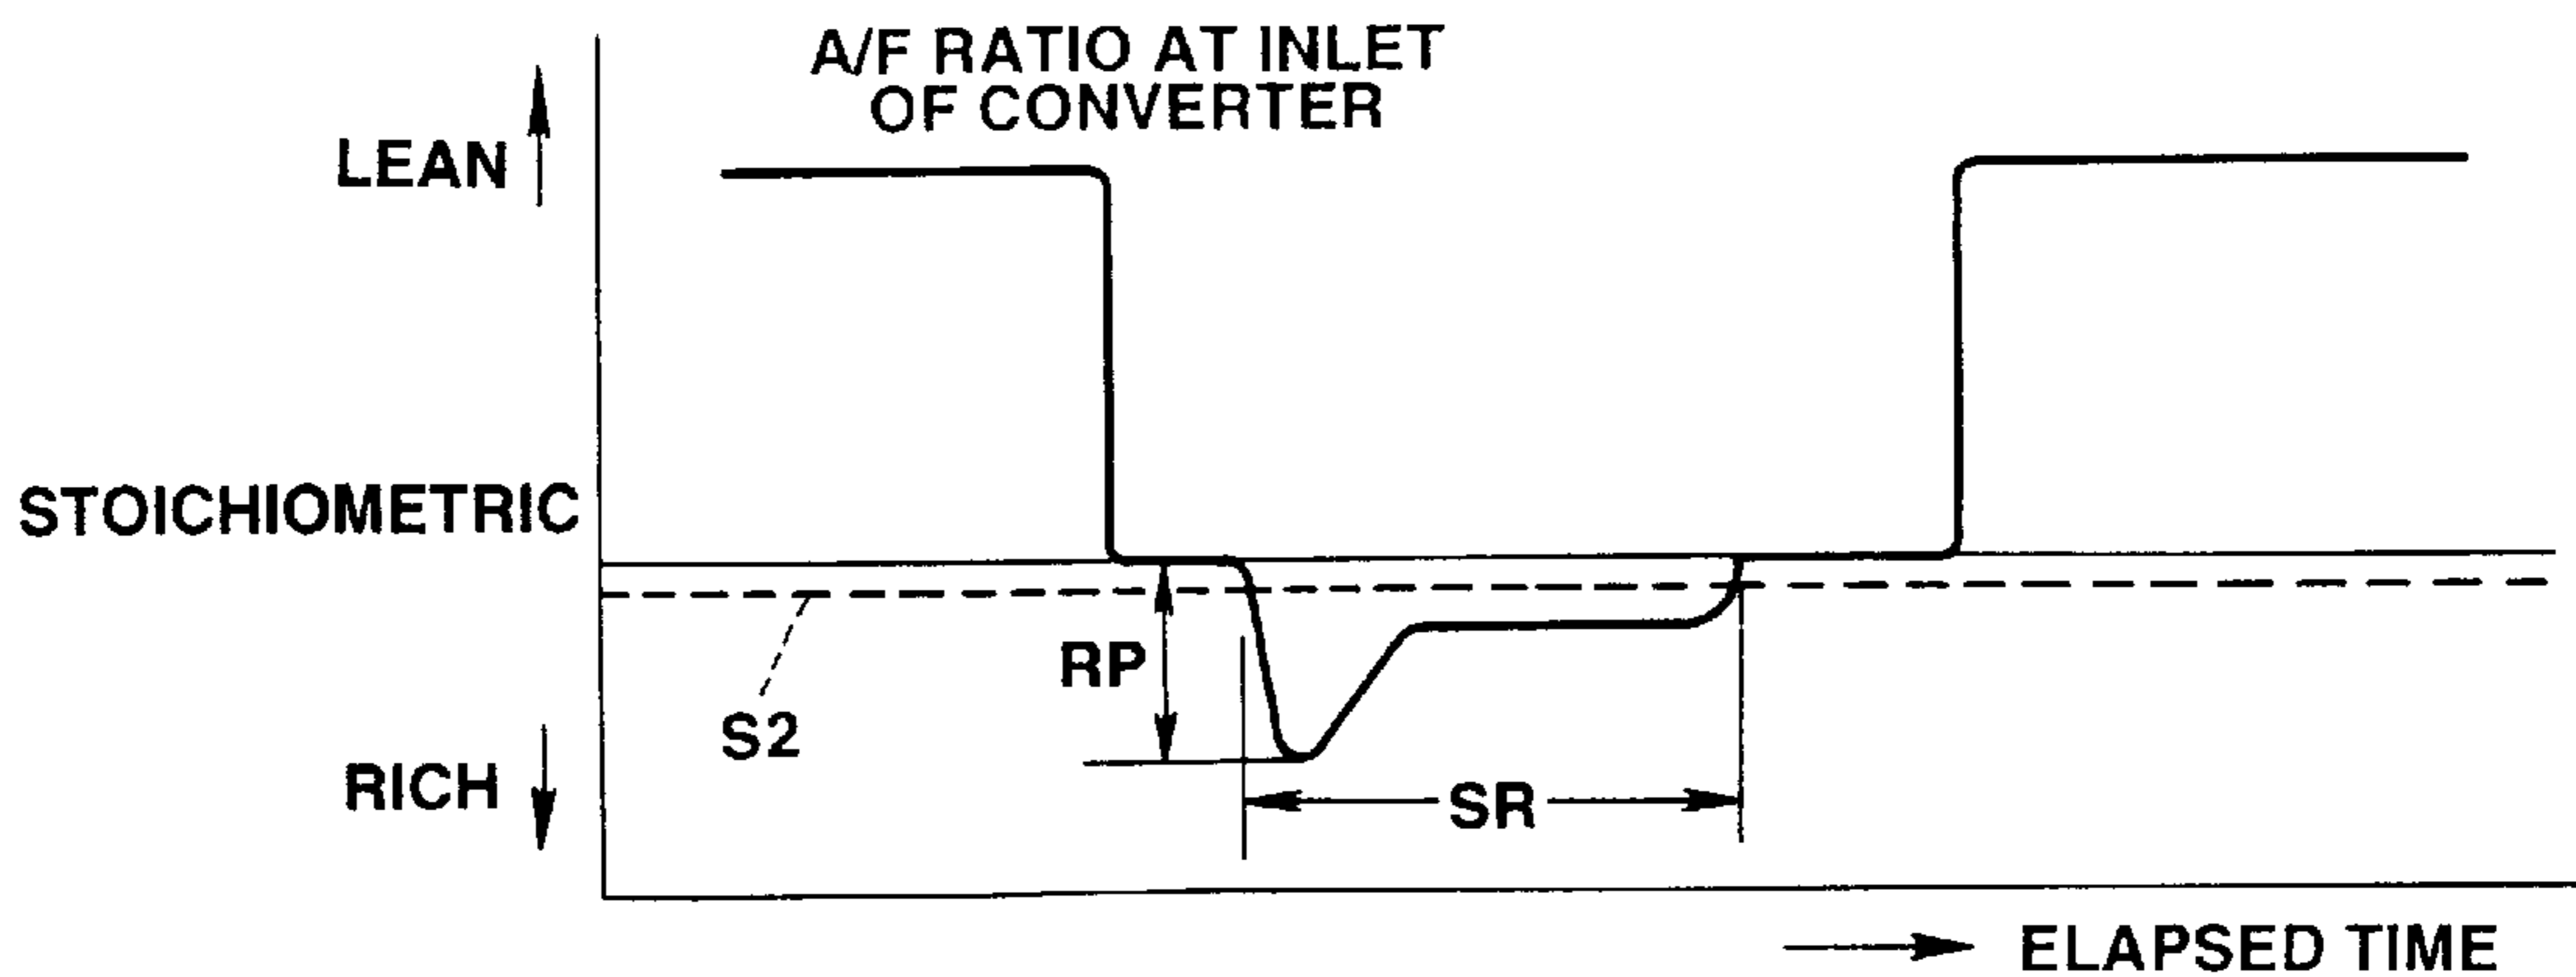 A/F RATIO AT INLET
OF CONVERTER
LEAN
STOICHIOMETRIC
RP
S2
RICH
SR
ELAPSED TIME